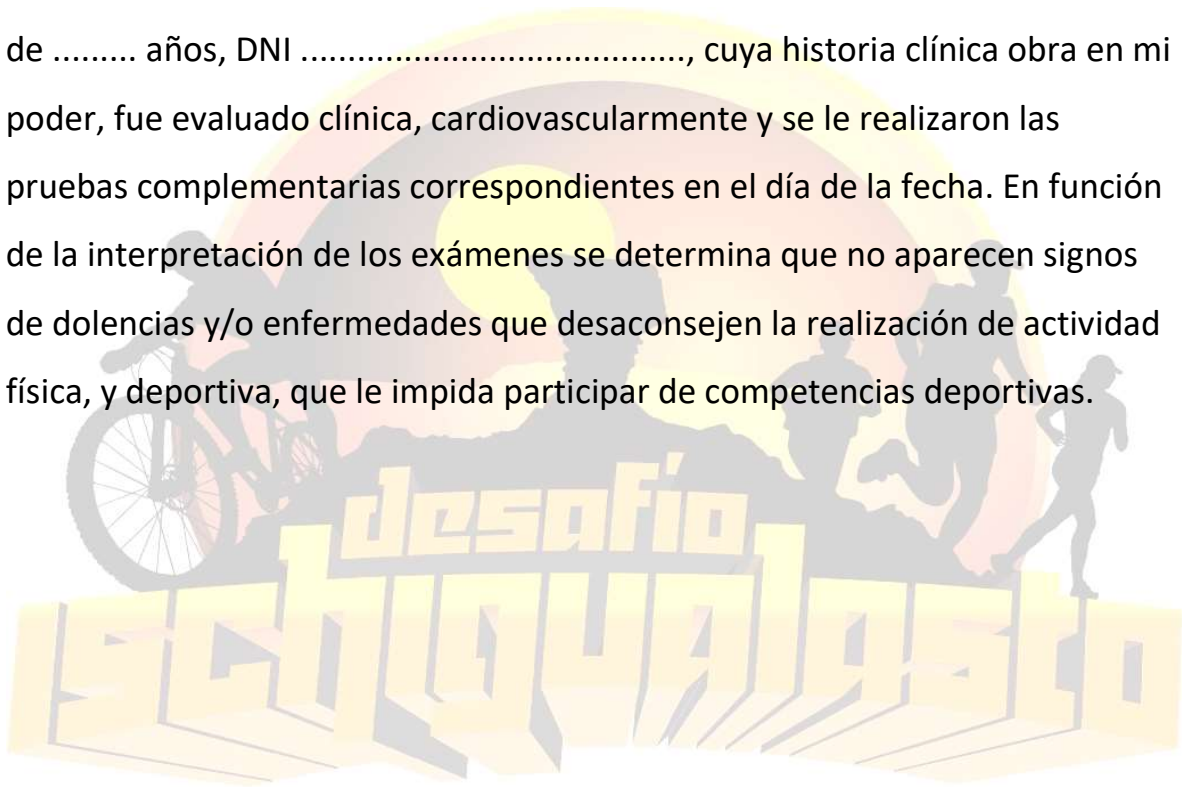 de ......... años, DNI ........................................, cuya historia clínica obra en mi
poder, fue evaluado clínica, cardiovascularmente y se le realizaron las
pruebas complementarias correspondientes en el día de la fecha. En función
de la interpretación de los exámenes se determina que no aparecen signos
de dolencias y/o enfermedades que desaconsejen la realización de actividad
física, y deportiva, que le impida participar de competencias deportivas.
desafío
ischigualasto